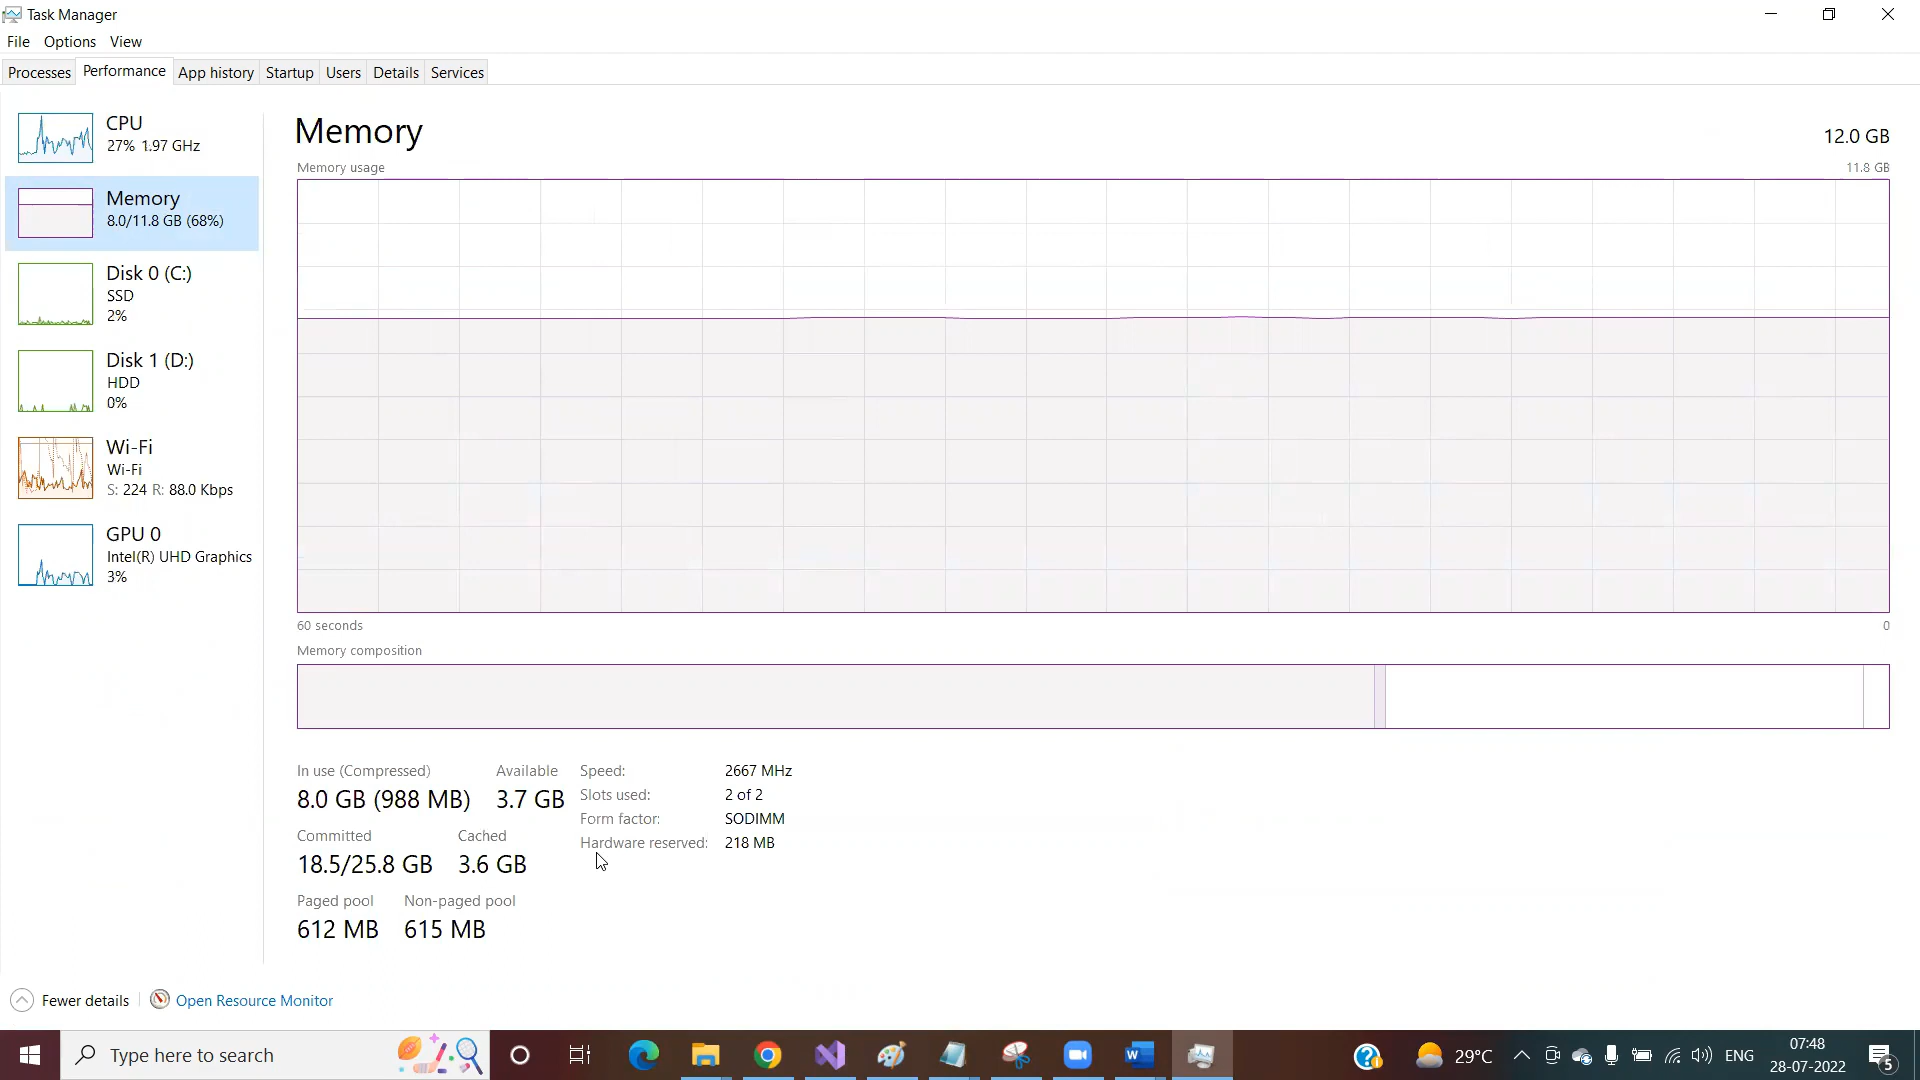 Task Manager
File Options View
Processes Performance App history Startup Users Details Services
CPU
27% 1.97 GHz
Memory
8.0/11.8 GB (68%)
Disk 0 (C:)
SSD
2%
Disk 1 (D:)
HDD
0%
Wi-Fi
Wi-Fi
S: 224 R: 88.0 Kbps
GPU 0
Intel(R) UHD Graphics
3%
Memory 12.0 GB
Memory usage 11.8 GB
60 seconds 0
Memory composition
In use (Compressed) Available
8.0 GB (988 MB) 3.7 GB
Committed Cached
18.5/25.8 GB 3.6 GB
Paged pool Non-paged pool
612 MB 615 MB
Speed: 2667 MHz
Slots used: 2 of 2
Form factor: SODIMM
Hardware reserved: 218 MB
Fewer details Open Resource Monitor
Type here to search
29°C ENG
07:48
28-07-2022
5